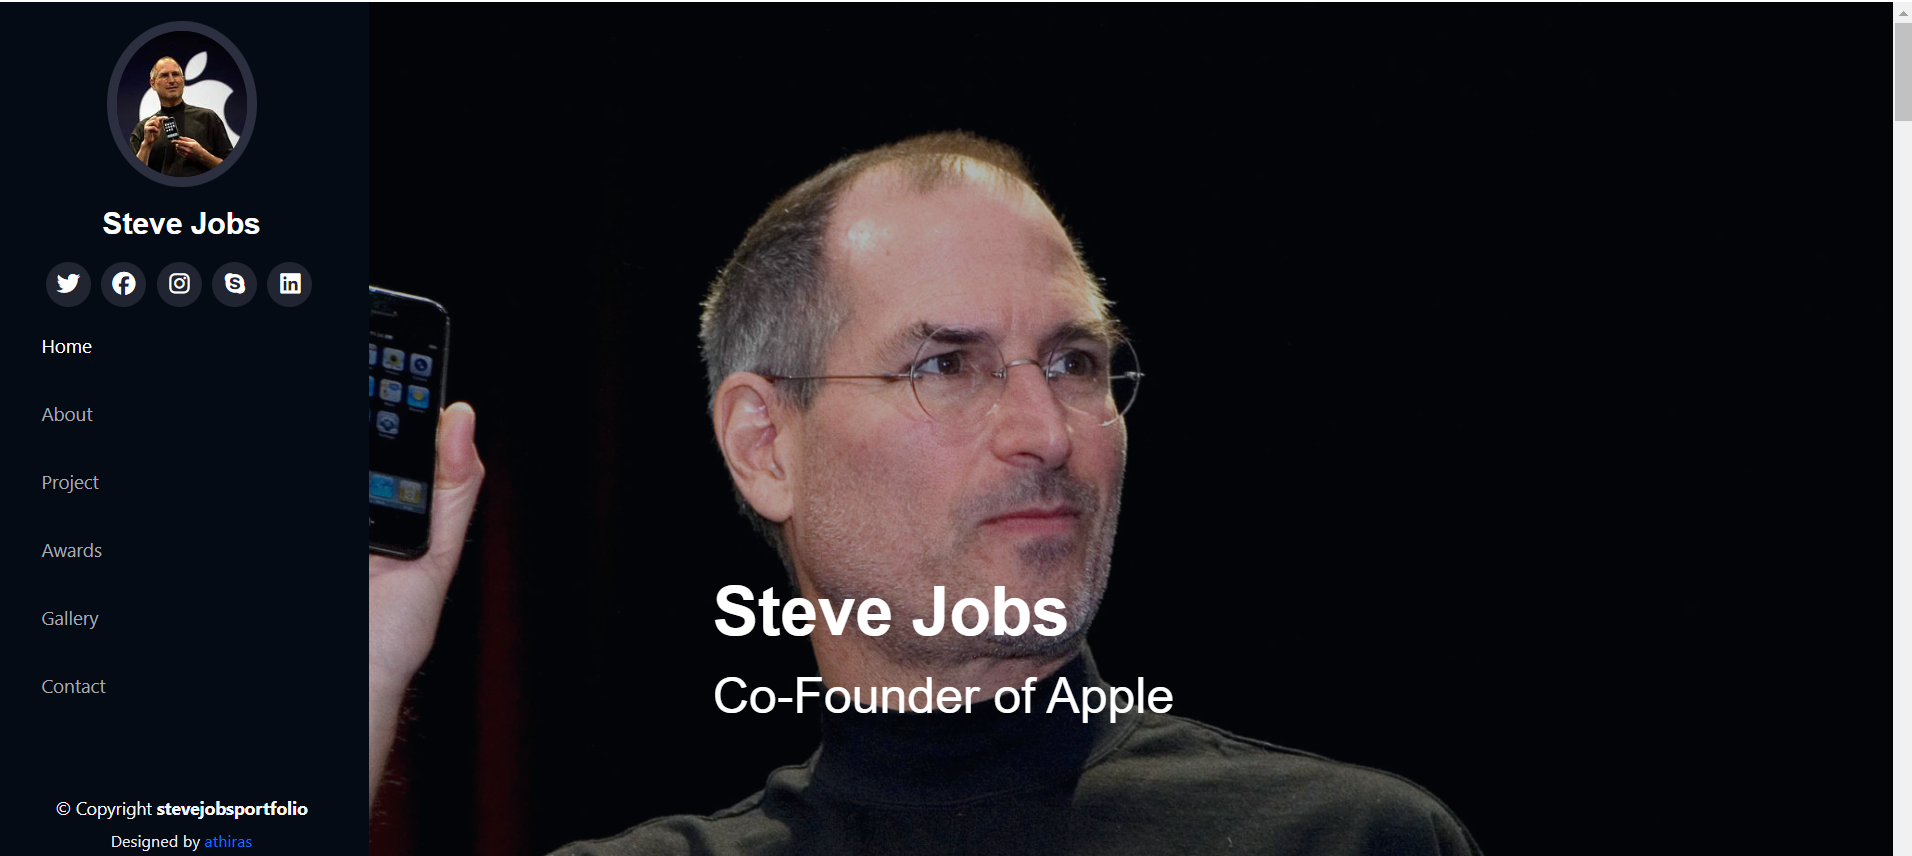 Steve Jobs
Home
About
Project
Awards
Gallery
Contact
© Copyright stevejobsportfolio
Designed by athiras
Steve Jobs
Co-Founder of Apple